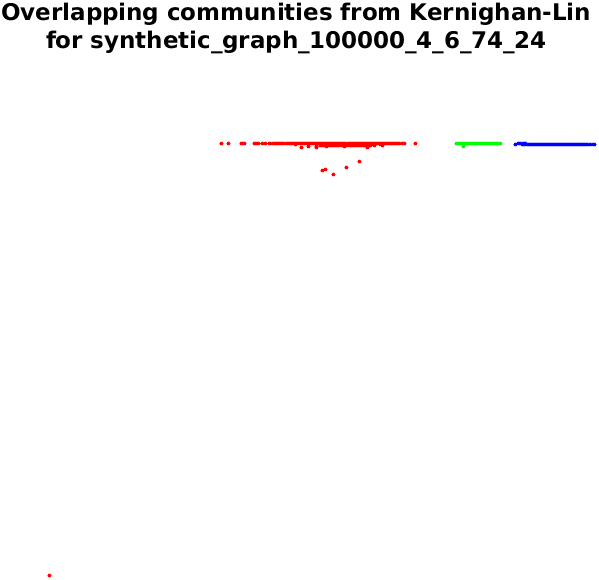 Overlapping communities from Kernighan-Lin
for synthetic_graph_100000_4_6_74_24